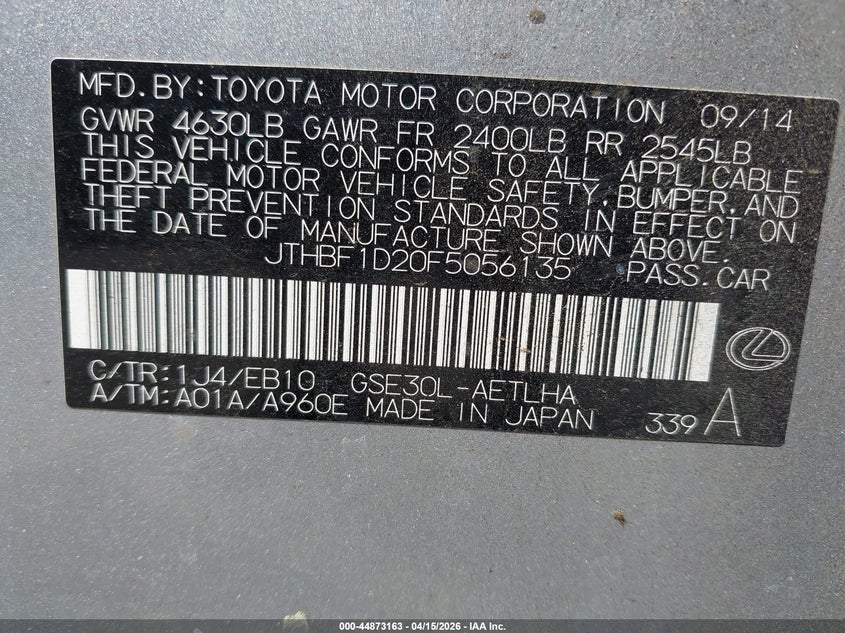 MFD.BY:TOYOTA MOTOR CORPORATION 09/14
GVWR 4630LB GAWR FR 2400LB RR 2545LB
THIS VEHICLE CONFORMS TO ALL APPLICABLE
FEDERAL MOTOR VEHICLE SAFETY,BUMPER,AND
THEFT PREVENTION STANDARDS IN EFFECT ON
THE DATE OF MANUFACTURE SHOWN ABOVE.
JTHBF1D20F5056135 PASS.CAR
C/TR:1J4/EB10 GSE30L-AETLHA
A/TM:A01A/A960E MADE IN JAPAN 339 A
000-44873163 - 04/15/2026 - IAA Inc.